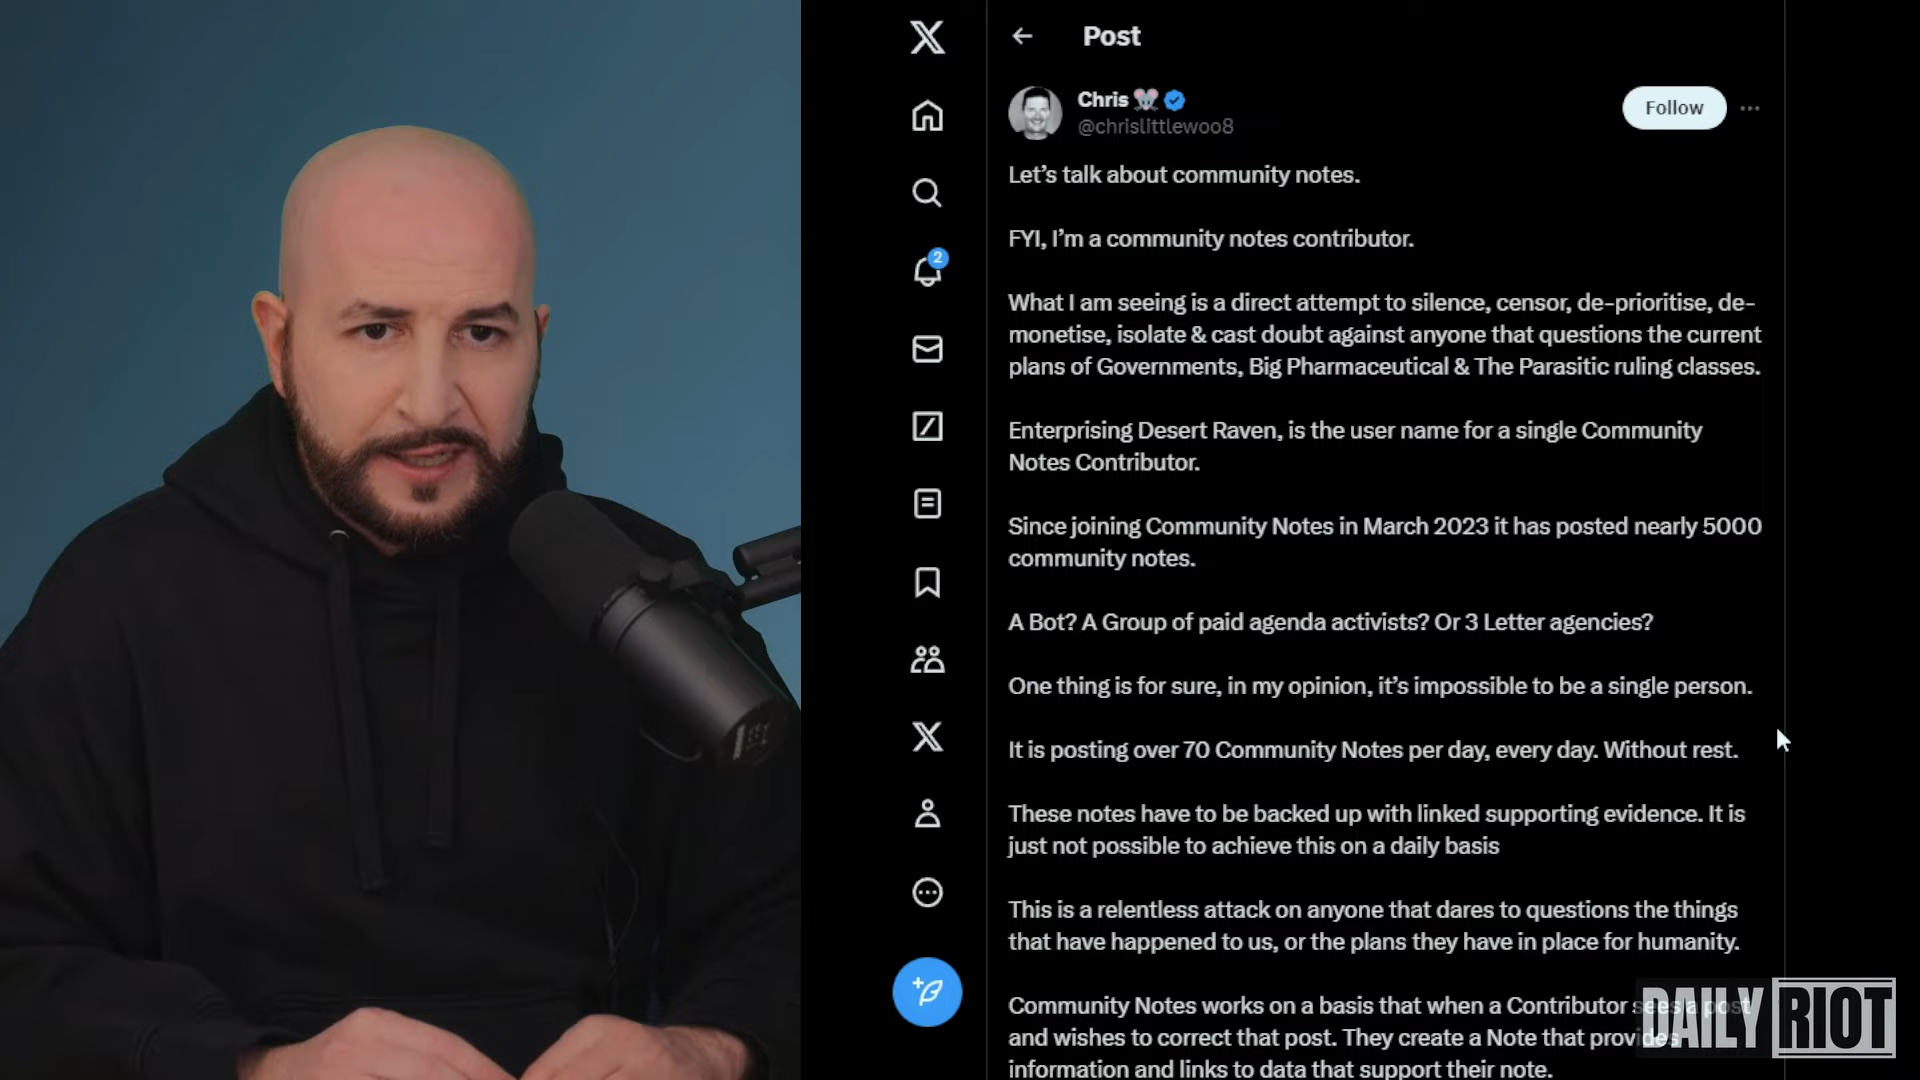 Post
Chris
@chrislittlewoo8
Follow
Let’s talk about community notes.
FYI, I’m a community notes contributor.
What I am seeing is a direct attempt to silence, censor, de-prioritise, de-
monetise, isolate & cast doubt against anyone that questions the current
plans of Governments, Big Pharmaceutical & The Parasitic ruling classes.
Enterprising Desert Raven, is the user name for a single Community
Notes Contributor.
Since joining Community Notes in March 2023 it has posted nearly 5000
community notes.
A Bot? A Group of paid agenda activists? Or 3 Letter agencies?
One thing is for sure, in my opinion, it’s impossible to be a single person.
It is posting over 70 Community Notes per day, every day. Without rest.
These notes have to be backed up with linked supporting evidence. It is
just not possible to achieve this on a daily basis
This is a relentless attack on anyone that dares to questions the things
that have happened to us, or the plans they have in place for humanity.
Community Notes works on a basis that when a Contributor sees a post
and wishes to correct that post. They create a Note that provides
information and links to data that support their note.
2
DAILY RIOT